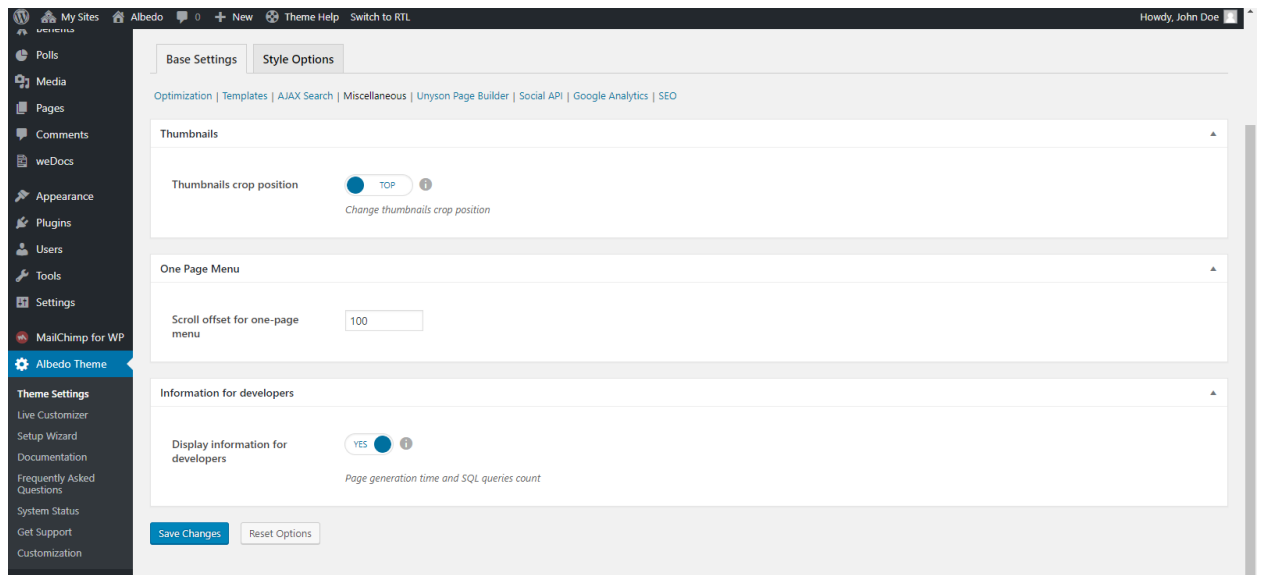 My Sites Albedo 0 New Theme Help Switch to RTL Howdy, John Doe
Benefits
Polls
Media
Pages
Comments
weDocs
Appearance
Plugins
Users
Tools
Settings
MailChimp for WP
Albedo Theme
Theme Settings
Live Customizer
Setup Wizard
Documentation
Frequently Asked
Questions
System Status
Get Support
Customization
Base Settings Style Options
Optimization | Templates | AJAX Search | Miscellaneous | Unyson Page Builder | Social API | Google Analytics | SEO
Thumbnails
Thumbnails crop position TOP
Change thumbnails crop position
One Page Menu
Scroll offset for one-page
menu
100
Information for developers
Display information for
developers
YES
Page generation time and SQL queries count
Save Changes Reset Options